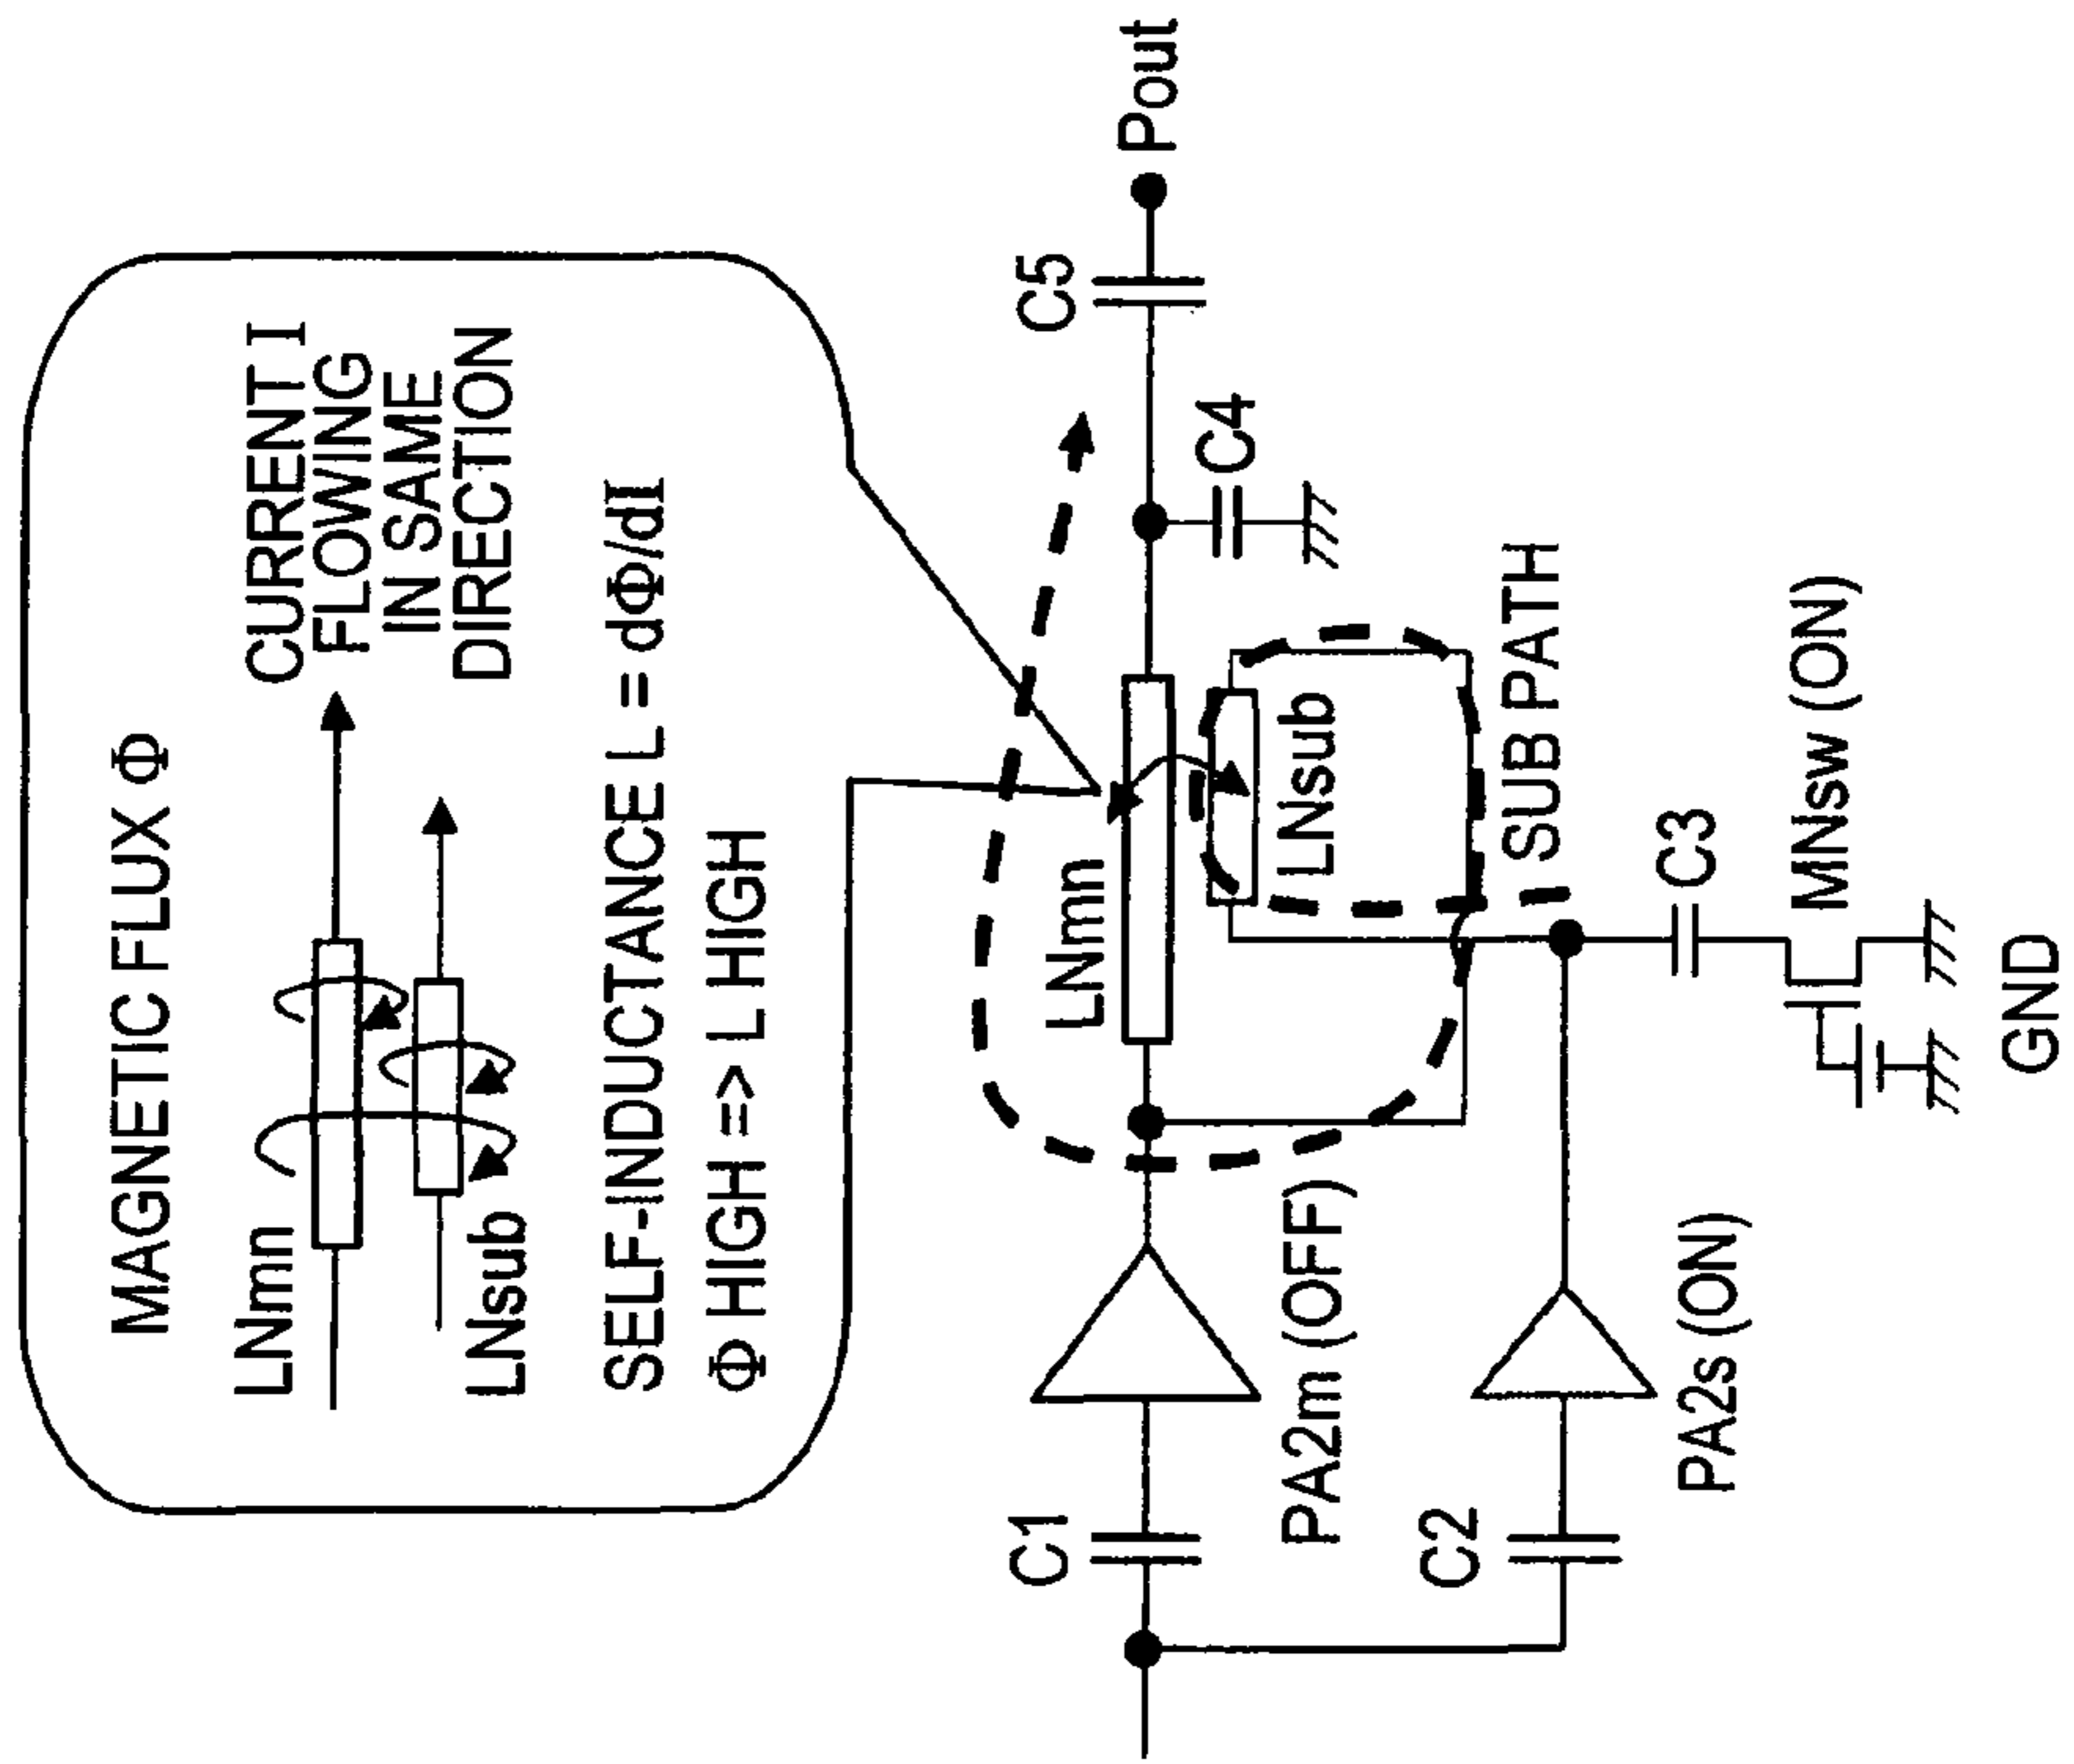 MAGNETIC FLUX Φ
LNmn
LNsub
CURRENT I
FLOWING
IN SAME
DIRECTION
SELF-INDUCTANCE L = dΦ/dI
Φ HIGH => L HIGH
C1
LNmn
C5
Pout
PA2m (OFF)
LNsub
C4
C2
SUB PATH
PA2s (ON)
C3
MNsw (ON)
GND